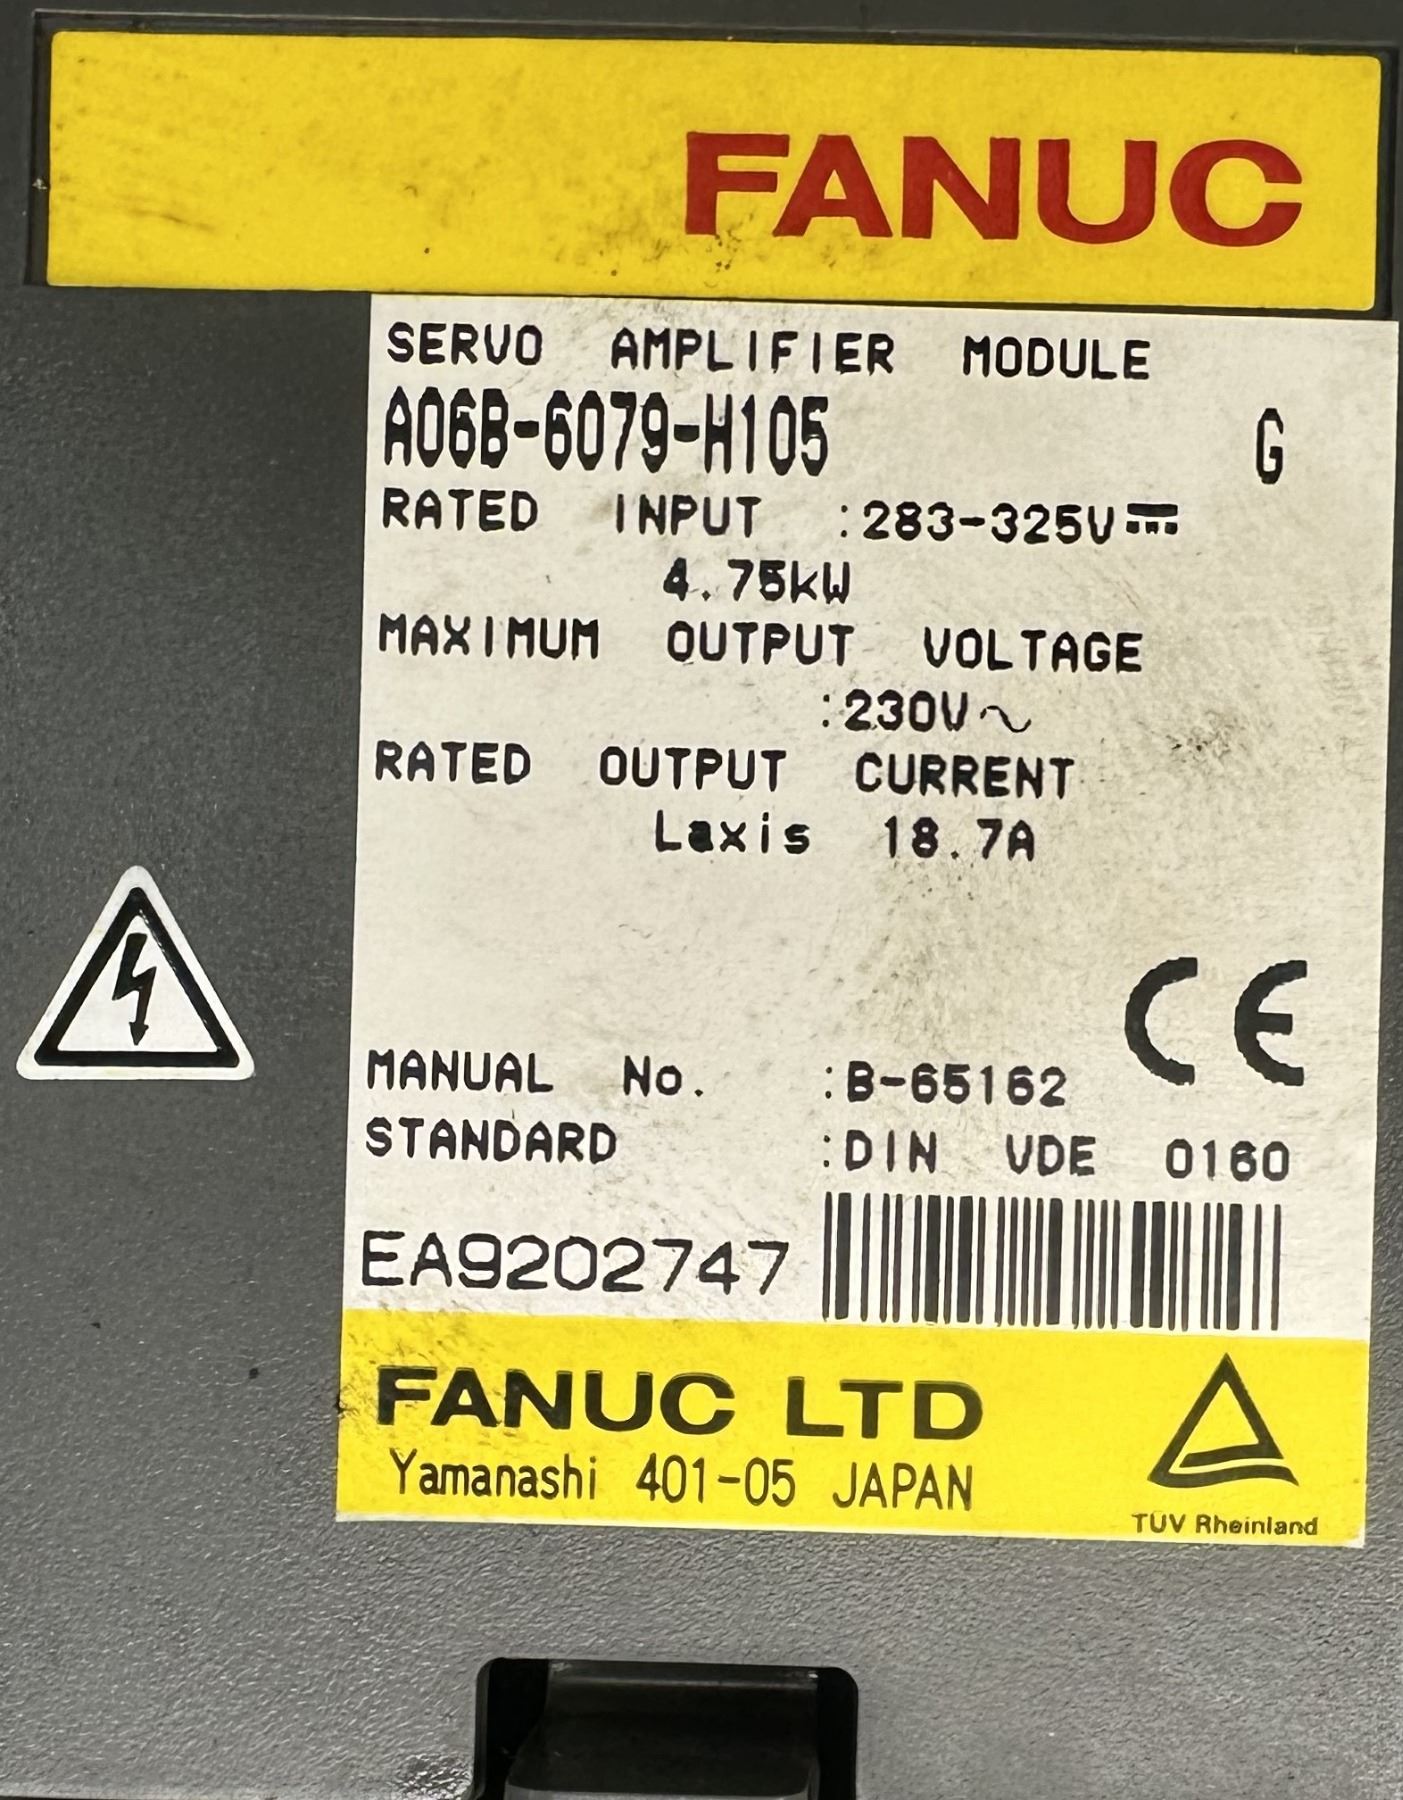 FANUC
SERVO AMPLIFIER MODULE
A06B-6079-H105 G
RATED INPUT :283-325V⎓
4.75kW
MAXIMUM OUTPUT VOLTAGE
:230V～
RATED OUTPUT CURRENT
Laxis 18.7A
CE
MANUAL No. :B-65162
STANDARD :DIN VDE 0160
EA9202747
FANUC LTD
Yamanashi 401-05 JAPAN
TÜV Rheinland